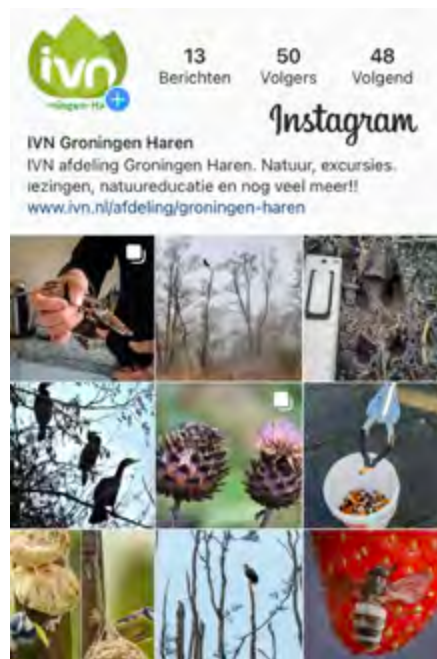 ivn
13 50 48
Berichten Volgers Volgend
Instagram
IVN Groningen Haren
IVN afdeling Groningen Haren. Natuur, excursies.
iezingen, natuureducatie en nog veel meer!!
www.ivn.nl/afdeling/groningen-haren